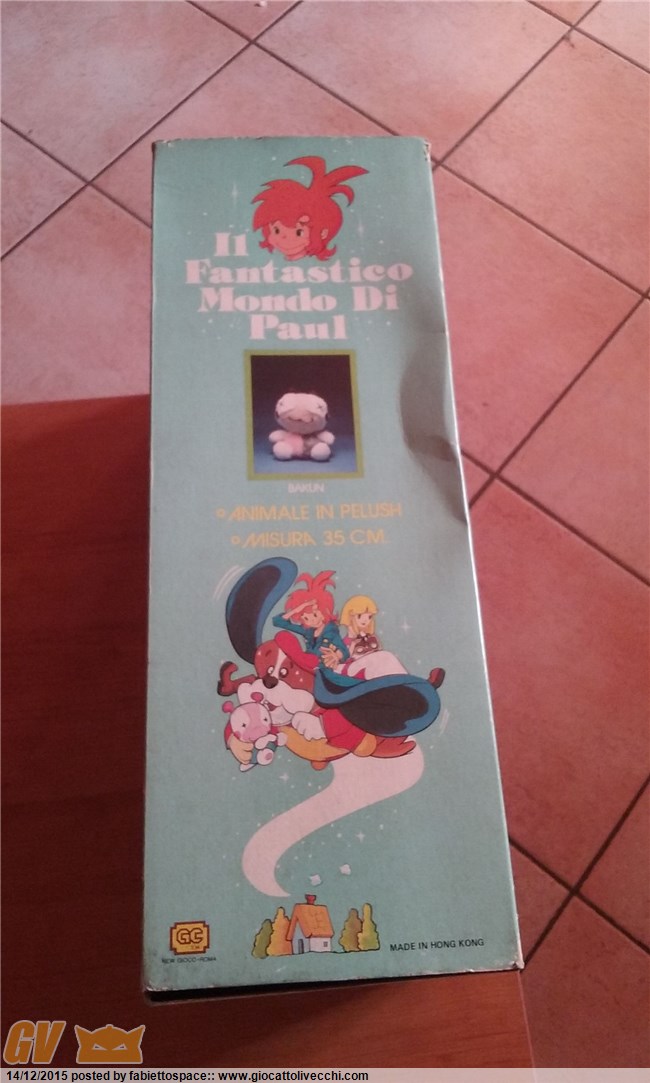 Il
Fantastico
Mondo Di
Paul
BAKUN
ANIMALE IN PELUSH
MISURA 35 CM.
GC
NEW GIOCO-ROMA
MADE IN HONG KONG
GV
14/12/2015 posted by fabiettospace:: www.giocattolivecchi.com